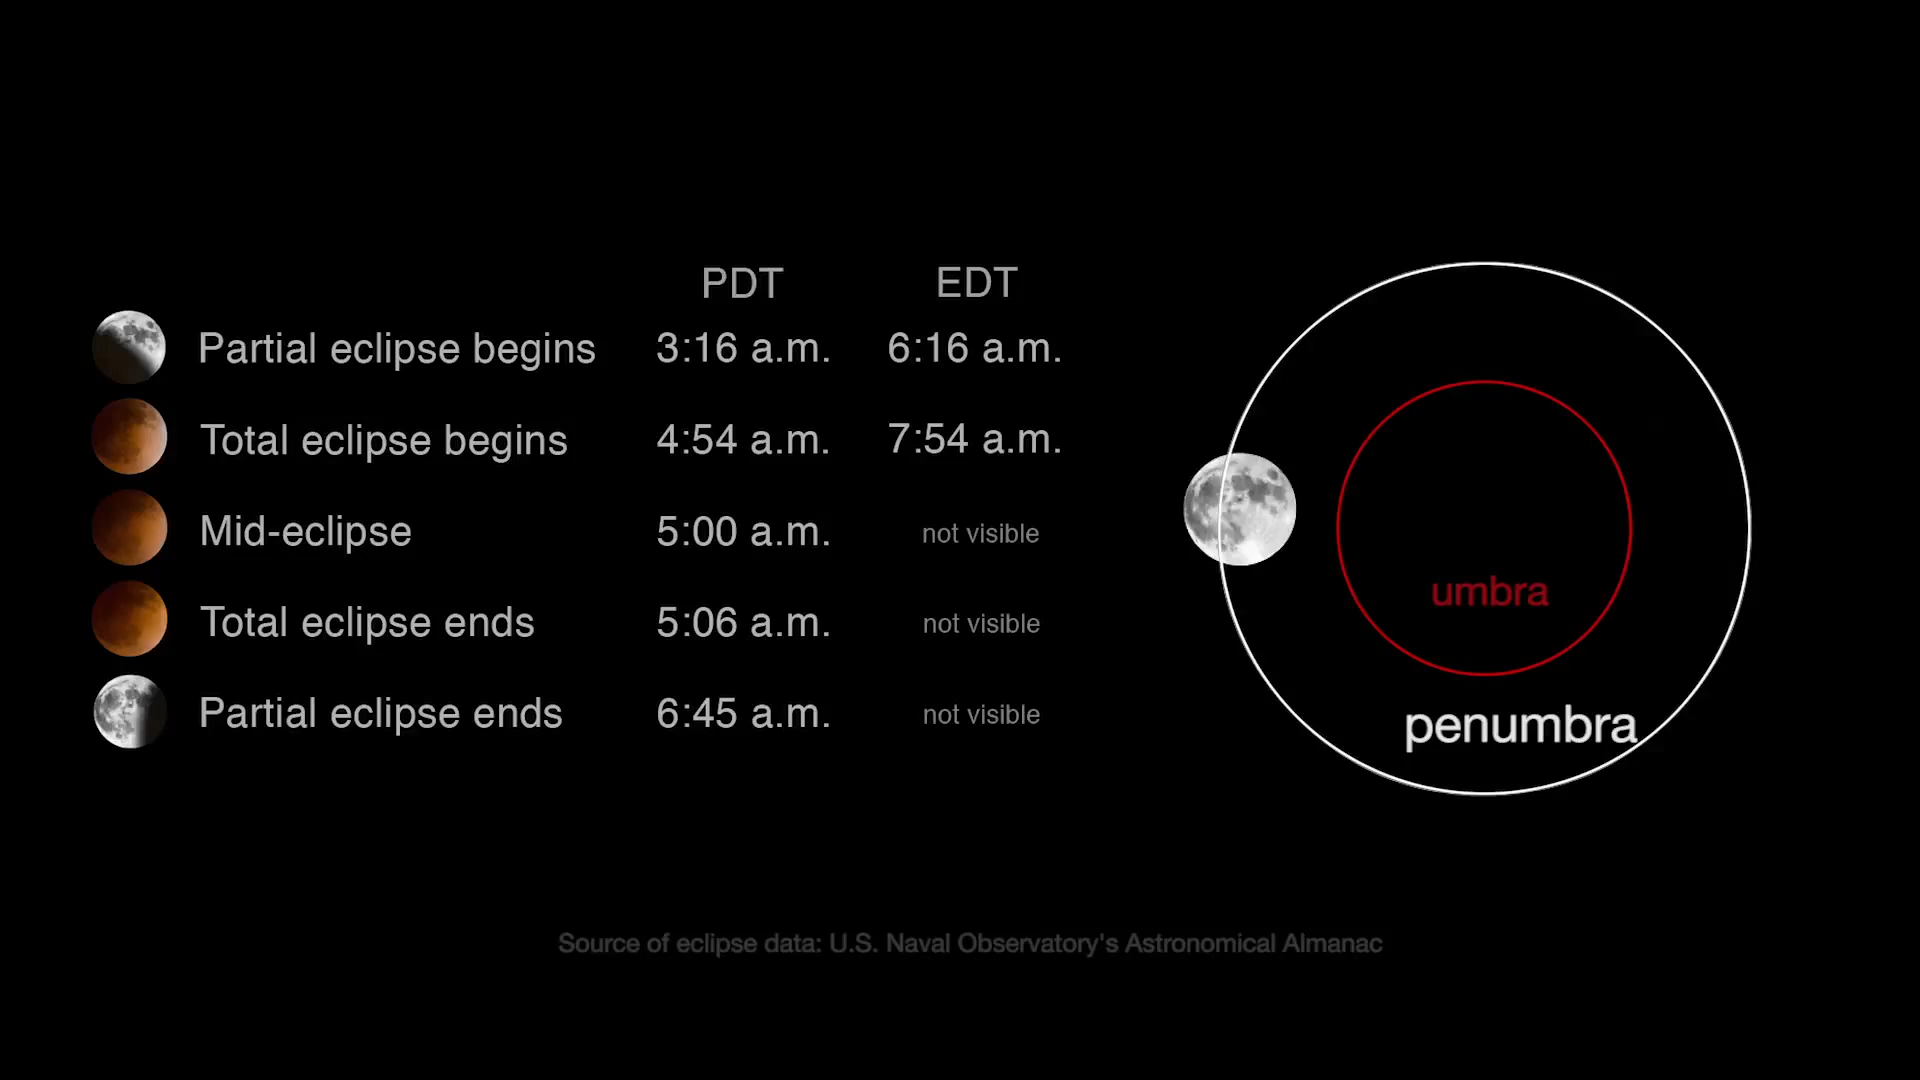 PDT EDT
Partial eclipse begins 3:16 a.m. 6:16 a.m.
Total eclipse begins 4:54 a.m. 7:54 a.m.
Mid-eclipse 5:00 a.m. not visible
Total eclipse ends 5:06 a.m. not visible
Partial eclipse ends 6:45 a.m. not visible
umbra
penumbra
Source of eclipse data: U.S. Naval Observatory's Astronomical Almanac